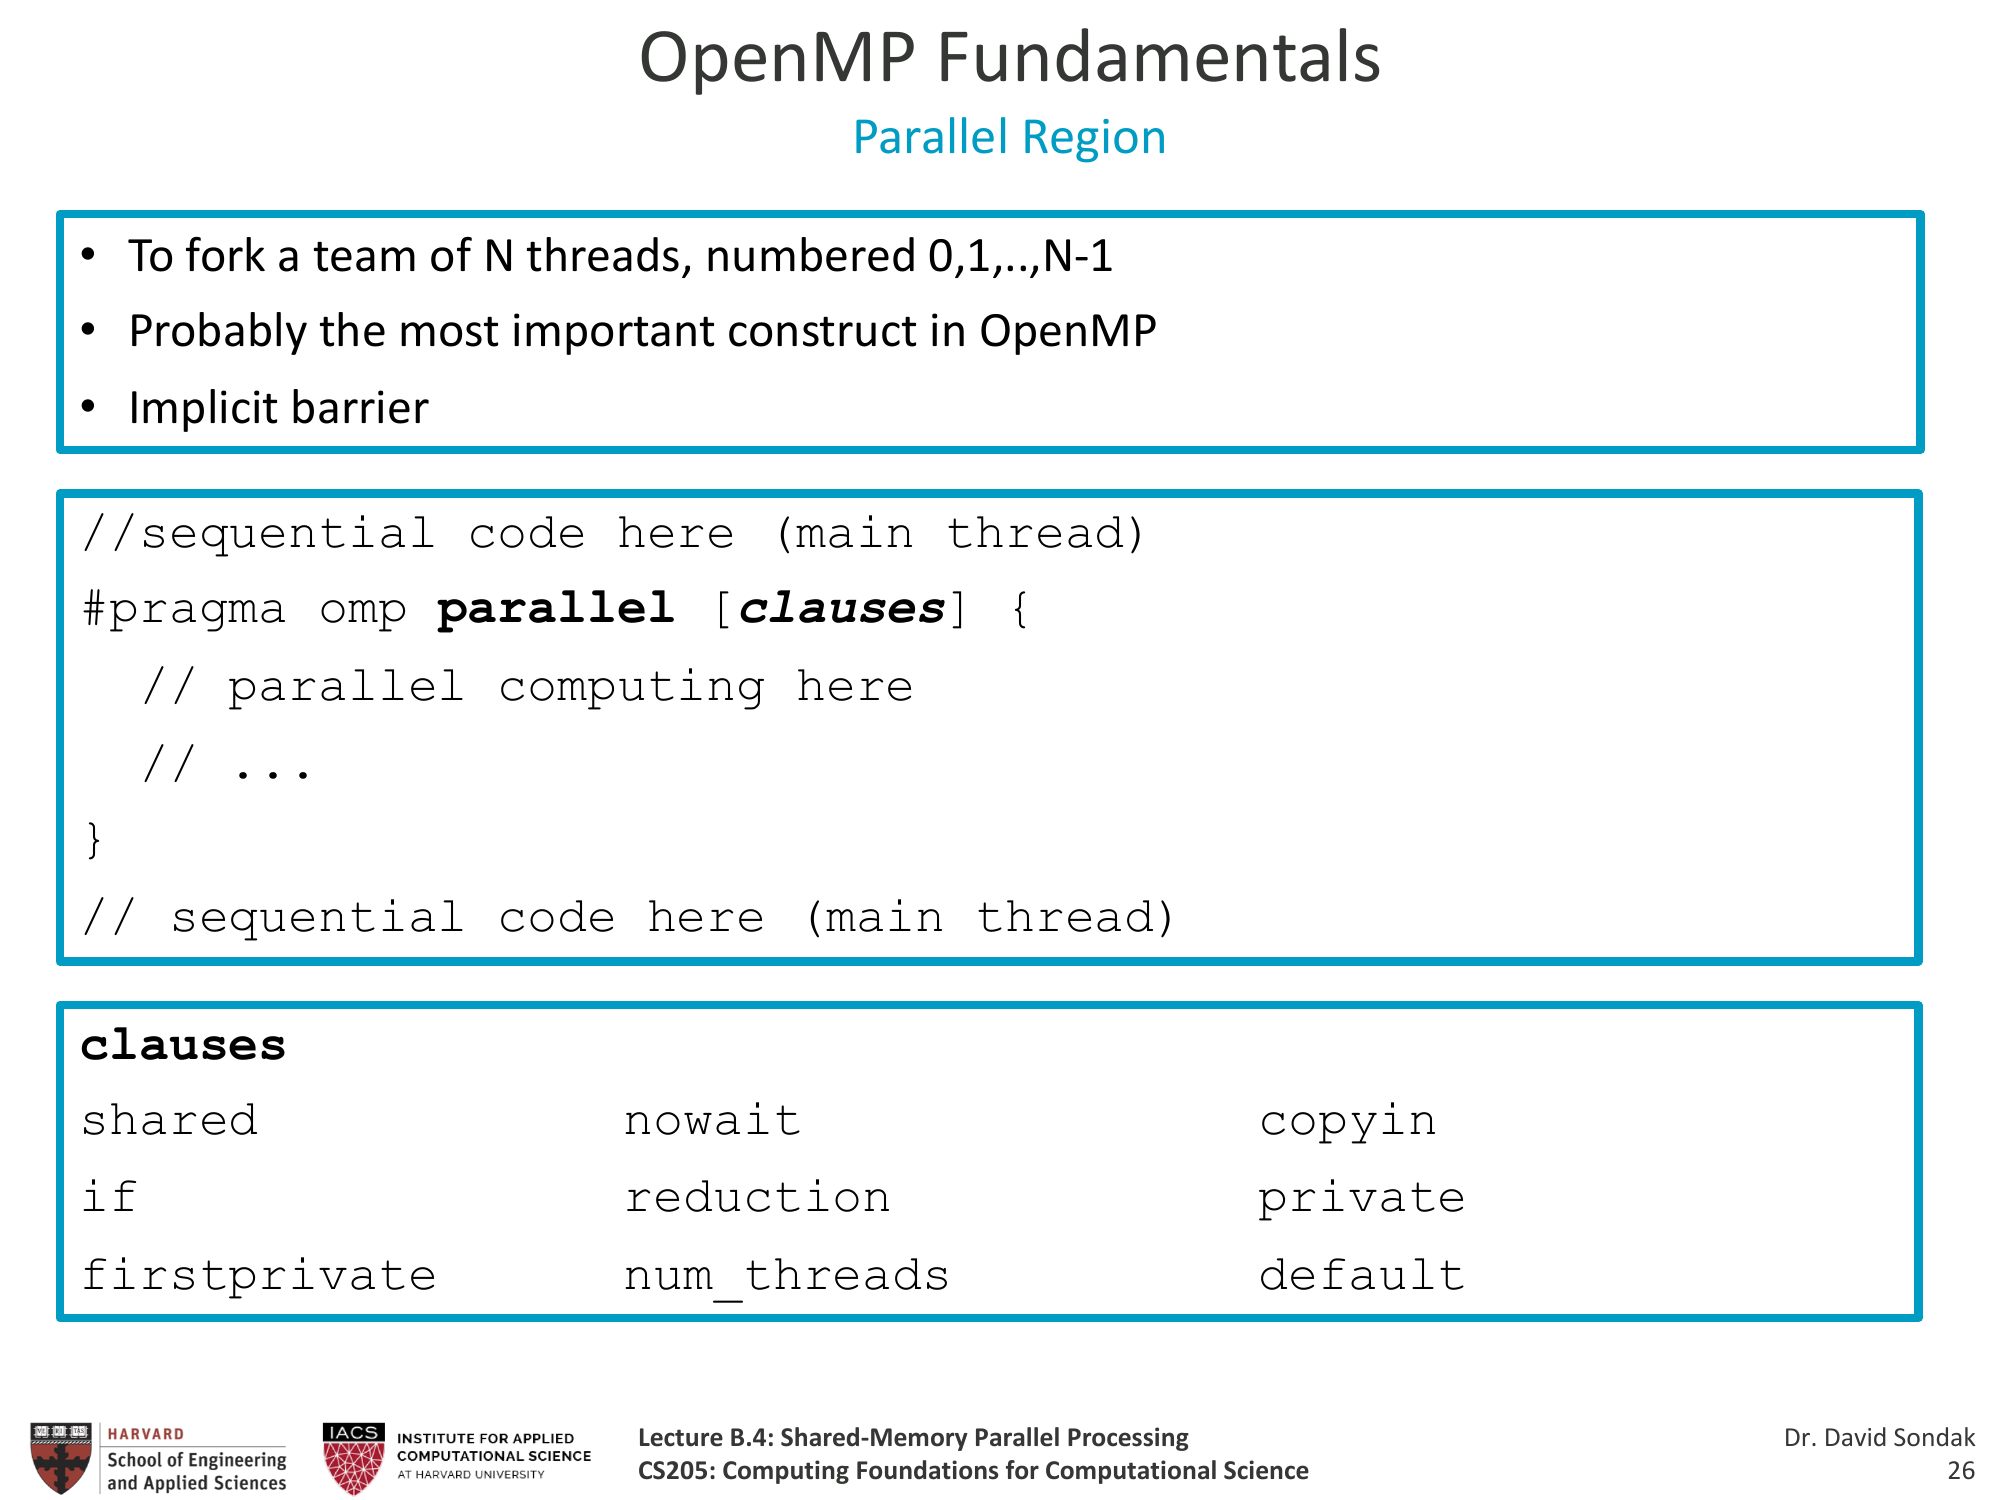 OpenMP Fundamentals
Parallel Region
• To fork a team of N threads, numbered 0,1,..,N-1
• Probably the most important construct in OpenMP
• Implicit barrier
//sequential code here (main thread)
#pragma omp parallel [clauses] {
  // parallel computing here
  // ...
}
// sequential code here (main thread)
clauses
shared nowait copyin
if reduction private
firstprivate num_threads default
HARVARD
School of Engineering
and Applied Sciences
IACS
INSTITUTE FOR APPLIED
COMPUTATIONAL SCIENCE
AT HARVARD UNIVERSITY
Lecture B.4: Shared-Memory Parallel Processing
CS205: Computing Foundations for Computational Science
Dr. David Sondak
26